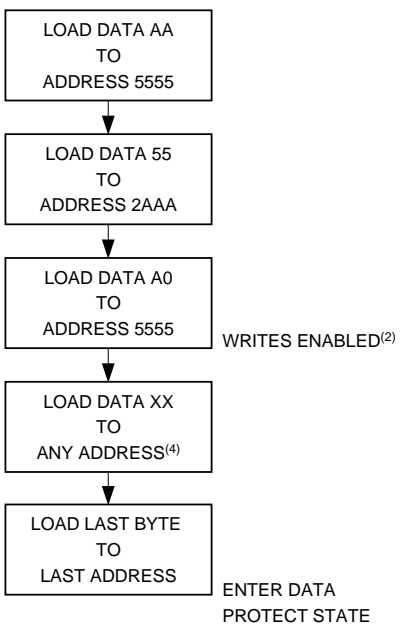 LOAD DATA AA
TO
ADDRESS 5555
LOAD DATA 55
TO
ADDRESS 2AAA
LOAD DATA A0
TO
ADDRESS 5555
WRITES ENABLED(2)
LOAD DATA XX
TO
ANY ADDRESS(4)
LOAD LAST BYTE
TO
LAST ADDRESS
ENTER DATA
PROTECT STATE